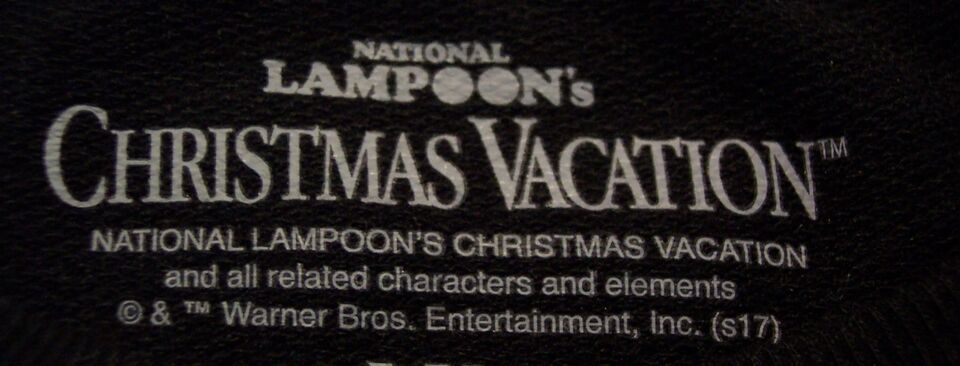 NATIONAL
LAMPOON's
CHRISTMAS VACATION™
NATIONAL LAMPOON'S CHRISTMAS VACATION
and all related characters and elements
© & ™ Warner Bros. Entertainment, Inc. (s17)